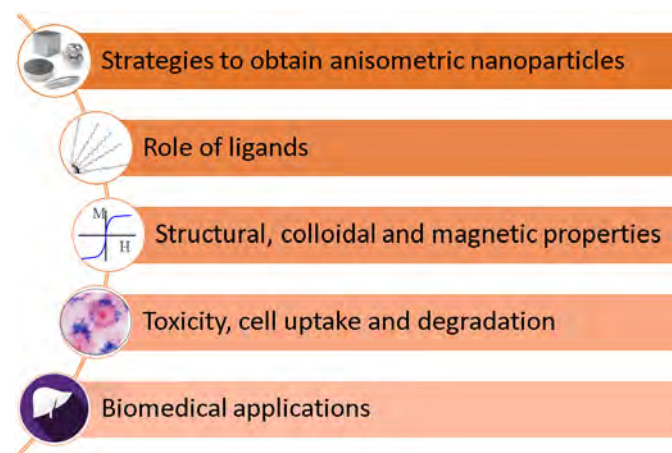 Strategies to obtain anisometric nanoparticles
Role of ligands
M
H
Structural, colloidal and magnetic properties
Toxicity, cell uptake and degradation
Biomedical applications